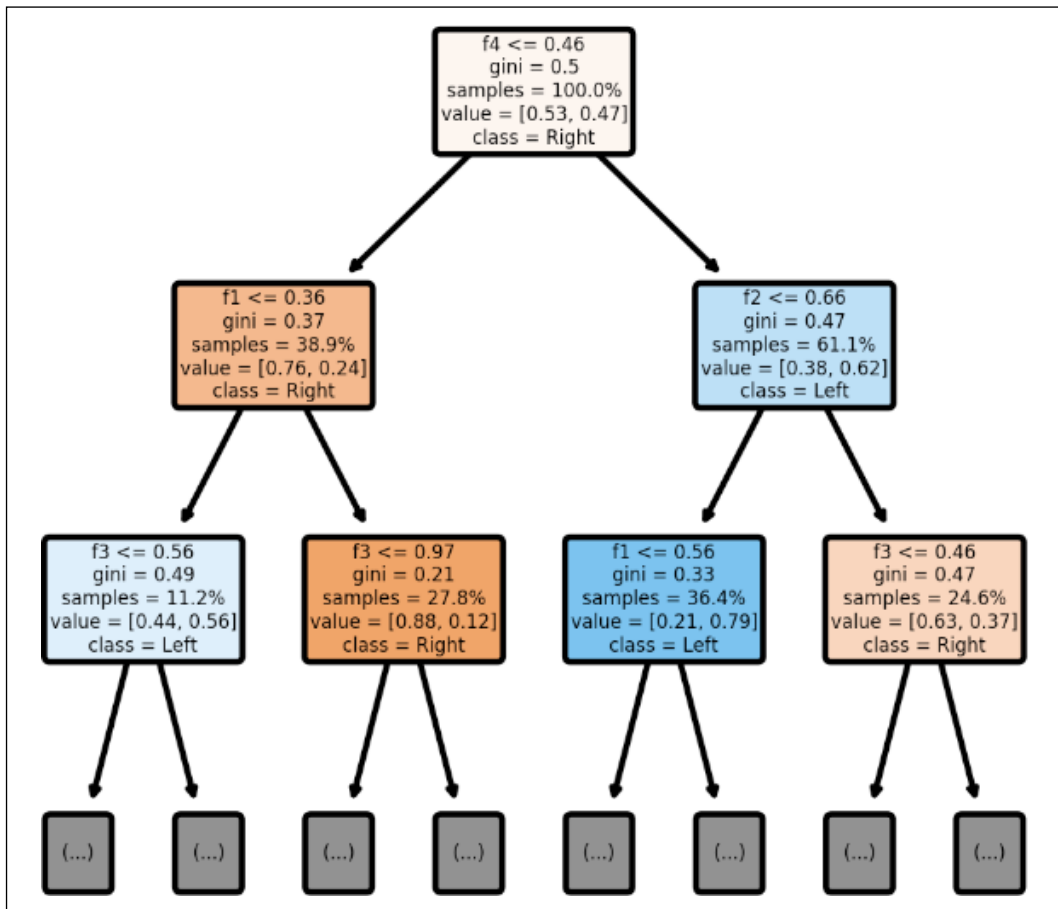 f4 <= 0.46
gini = 0.5
samples = 100.0%
value = [0.53, 0.47]
class = Right
f1 <= 0.36
gini = 0.37
samples = 38.9%
value = [0.76, 0.24]
class = Right
f2 <= 0.66
gini = 0.47
samples = 61.1%
value = [0.38, 0.62]
class = Left
f3 <= 0.56
gini = 0.49
samples = 11.2%
value = [0.44, 0.56]
class = Left
f3 <= 0.97
gini = 0.21
samples = 27.8%
value = [0.88, 0.12]
class = Right
f1 <= 0.56
gini = 0.33
samples = 36.4%
value = [0.21, 0.79]
class = Left
f3 <= 0.46
gini = 0.47
samples = 24.6%
value = [0.63, 0.37]
class = Right
(...)
(...)
(...)
(...)
(...)
(...)
(...)
(...)